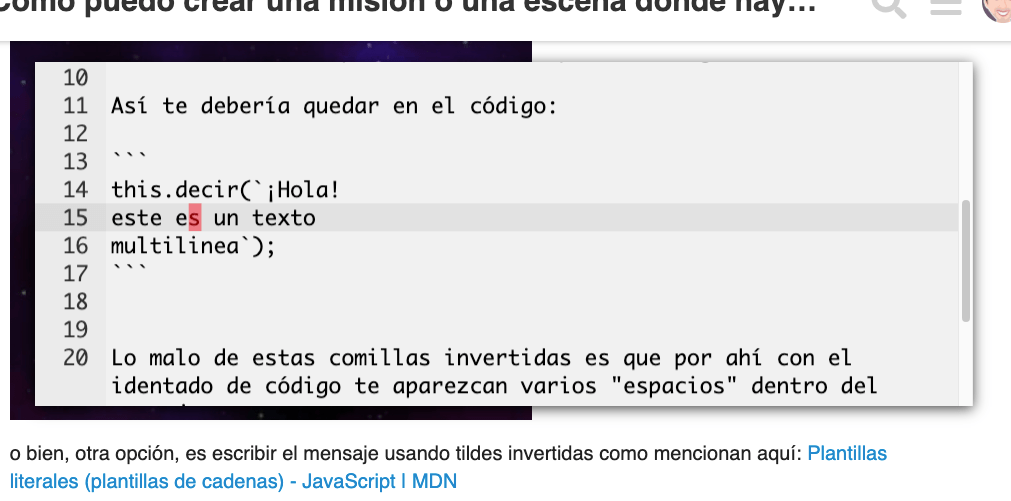 Cómo puedo crear una misión o una escena donde hay...
10
11 Así te debería quedar en el código:
12
13 ```
14 this.decir(`¡Hola!
15 este es un texto
16 multilinea`);
17 ```
18
19
20 Lo malo de estas comillas invertidas es que por ahí con el
identado de código te aparezcan varios "espacios" dentro del
o bien, otra opción, es escribir el mensaje usando tildes invertidas como mencionan aquí: Plantillas
literales (plantillas de cadenas) - JavaScript | MDN